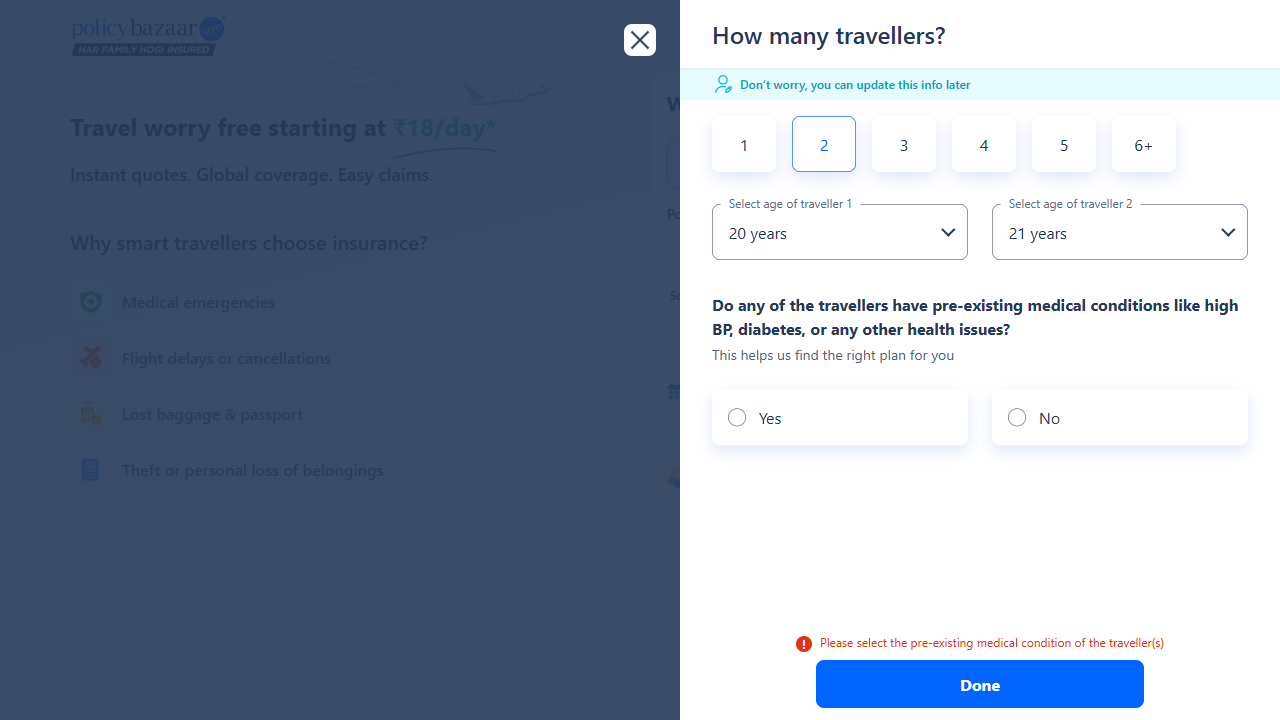 policybazaar
HAR FAMILY HOGI INSURED
Travel worry free starting at ₹18/day*
Instant quotes. Global coverage. Easy claims.
Why smart travellers choose insurance?
Medical emergencies
Flight delays or cancellations
Lost baggage & passport
Theft or personal loss of belongings
How many travellers?
Don't worry, you can update this info later
1 2 3 4 5 6+
Select age of traveller 1 Select age of traveller 2
20 years 21 years
Do any of the travellers have pre-existing medical conditions like high
BP, diabetes, or any other health issues?
This helps us find the right plan for you
Yes No
Please select the pre-existing medical condition of the traveller(s)
Done